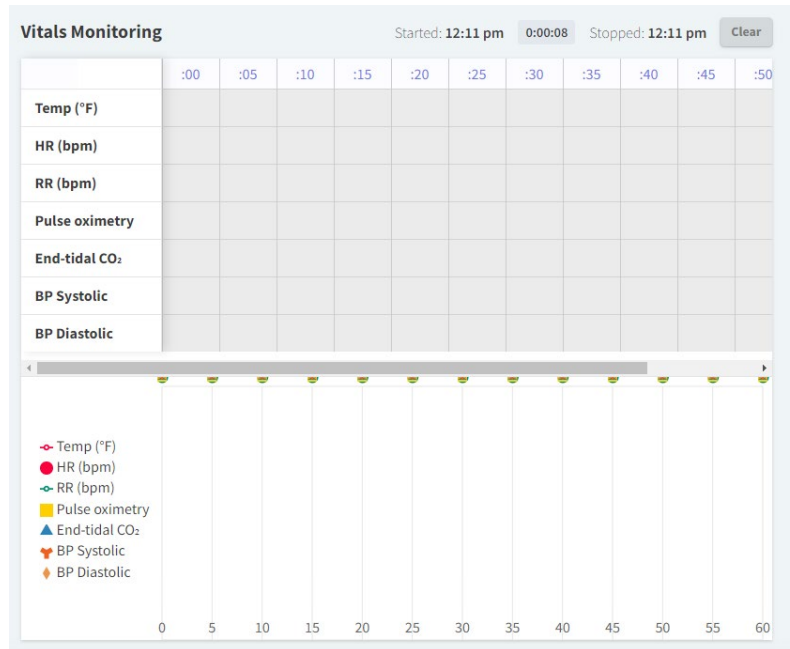 Vitals Monitoring Started: 12:11 pm 0:00:08 Stopped: 12:11 pm Clear
:00 :05 :10 :15 :20 :25 :30 :35 :40 :45 :50
Temp (°F)
HR (bpm)
RR (bpm)
Pulse oximetry
End-tidal CO₂
BP Systolic
BP Diastolic
Temp (°F)
HR (bpm)
RR (bpm)
Pulse oximetry
End-tidal CO₂
BP Systolic
BP Diastolic
0 5 10 15 20 25 30 35 40 45 50 55 60